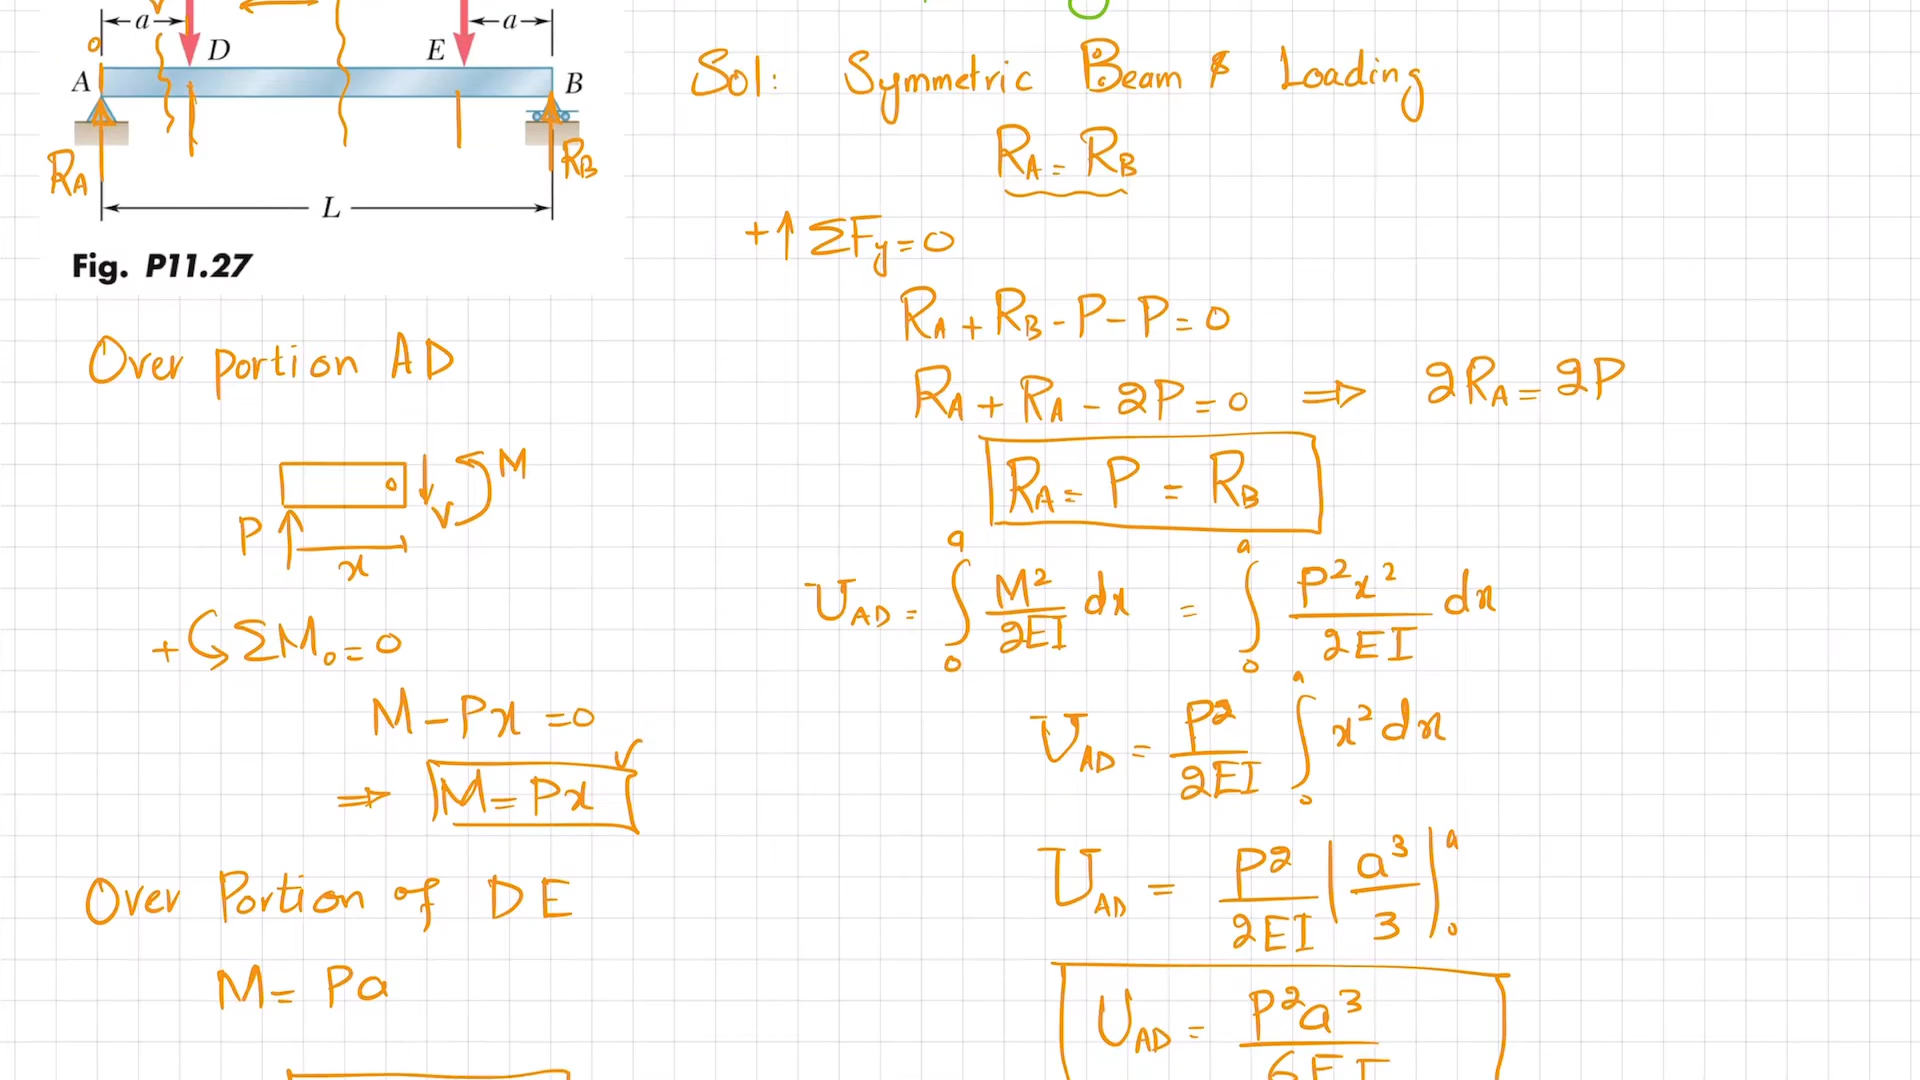 a a
0 D E
A B
RA RB
L
Fig. P11.27
Over portion AD
M
P V
x
+ ΣMo = 0
M - Px = 0
⇒ M = Px
Over Portion of DE
M = Pa
Sol: Symmetric Beam & Loading
RA = RB
+↑ ΣFy = 0
RA + RB - P - P = 0
RA + RA - 2P = 0 ⇒ 2RA = 2P
RA = P = RB
UAD = ∫₀ᵃ M²/2EI dx = ∫₀ᵃ P²x²/2EI dx
UAD = P²/2EI ∫₀ᵃ x² dx
UAD = P²/2EI |a³/3|₀ᵃ
UAD = P²a³/6EI